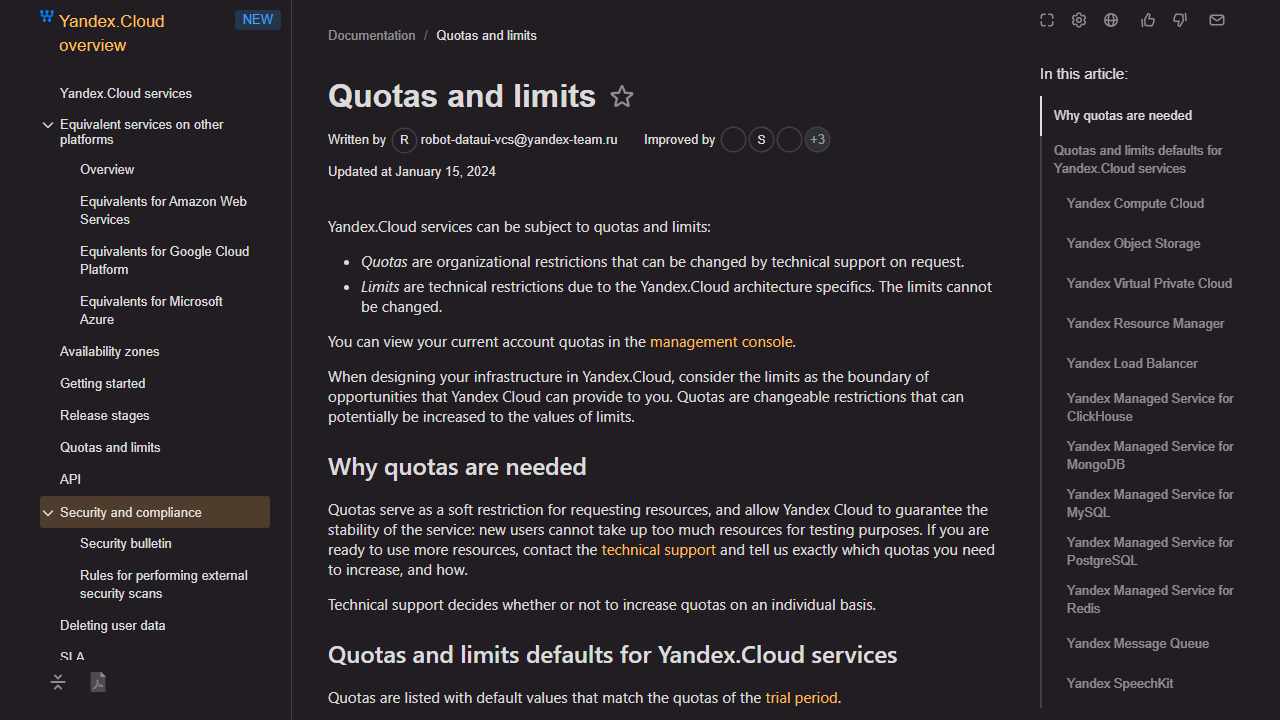 Yandex.Cloud
overview
NEW
Yandex.Cloud services
Equivalent services on other
platforms
Overview
Equivalents for Amazon Web
Services
Equivalents for Google Cloud
Platform
Equivalents for Microsoft
Azure
Availability zones
Getting started
Release stages
Quotas and limits
API
Security and compliance
Security bulletin
Rules for performing external
security scans
Deleting user data
SLA
Documentation / Quotas and limits
Quotas and limits
Written by R robot-dataui-vcs@yandex-team.ru Improved by S +3
Updated at January 15, 2024
Yandex.Cloud services can be subject to quotas and limits:
• Quotas are organizational restrictions that can be changed by technical support on request.
• Limits are technical restrictions due to the Yandex.Cloud architecture specifics. The limits cannot
be changed.
You can view your current account quotas in the management console.
When designing your infrastructure in Yandex.Cloud, consider the limits as the boundary of
opportunities that Yandex Cloud can provide to you. Quotas are changeable restrictions that can
potentially be increased to the values of limits.
Why quotas are needed
Quotas serve as a soft restriction for requesting resources, and allow Yandex Cloud to guarantee the
stability of the service: new users cannot take up too much resources for testing purposes. If you are
ready to use more resources, contact the technical support and tell us exactly which quotas you need
to increase, and how.
Technical support decides whether or not to increase quotas on an individual basis.
Quotas and limits defaults for Yandex.Cloud services
Quotas are listed with default values that match the quotas of the trial period.
In this article:
Why quotas are needed
Quotas and limits defaults for
Yandex.Cloud services
Yandex Compute Cloud
Yandex Object Storage
Yandex Virtual Private Cloud
Yandex Resource Manager
Yandex Load Balancer
Yandex Managed Service for
ClickHouse
Yandex Managed Service for
MongoDB
Yandex Managed Service for
MySQL
Yandex Managed Service for
PostgreSQL
Yandex Managed Service for
Redis
Yandex Message Queue
Yandex SpeechKit